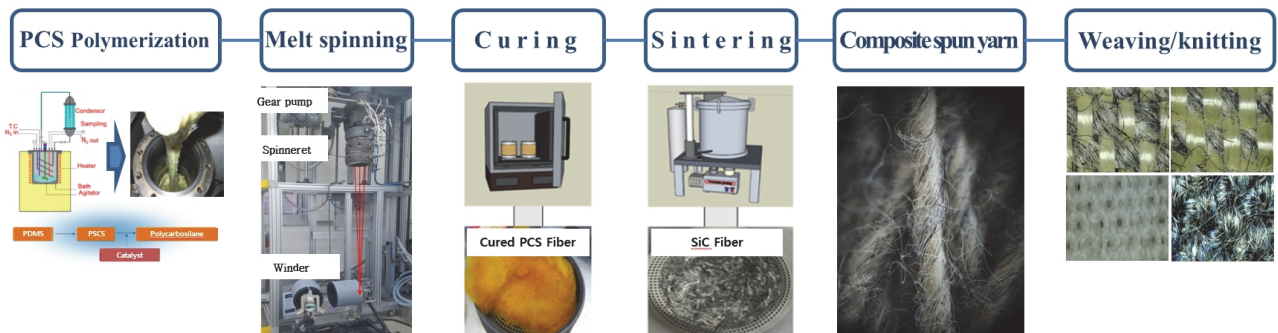 PCS Polymerization
Melt spinning
Curing
Sintering
Composite spun yarn
Weaving/knitting
Condensor
Sampling
T.C
N₂ in
N₂ out
Heater
Bath
Agitator
PDMS
PSCS
Polycarbosilane
Catalyst
Gear pump
Spinneret
Winder
Cured PCS Fiber
SiC Fiber